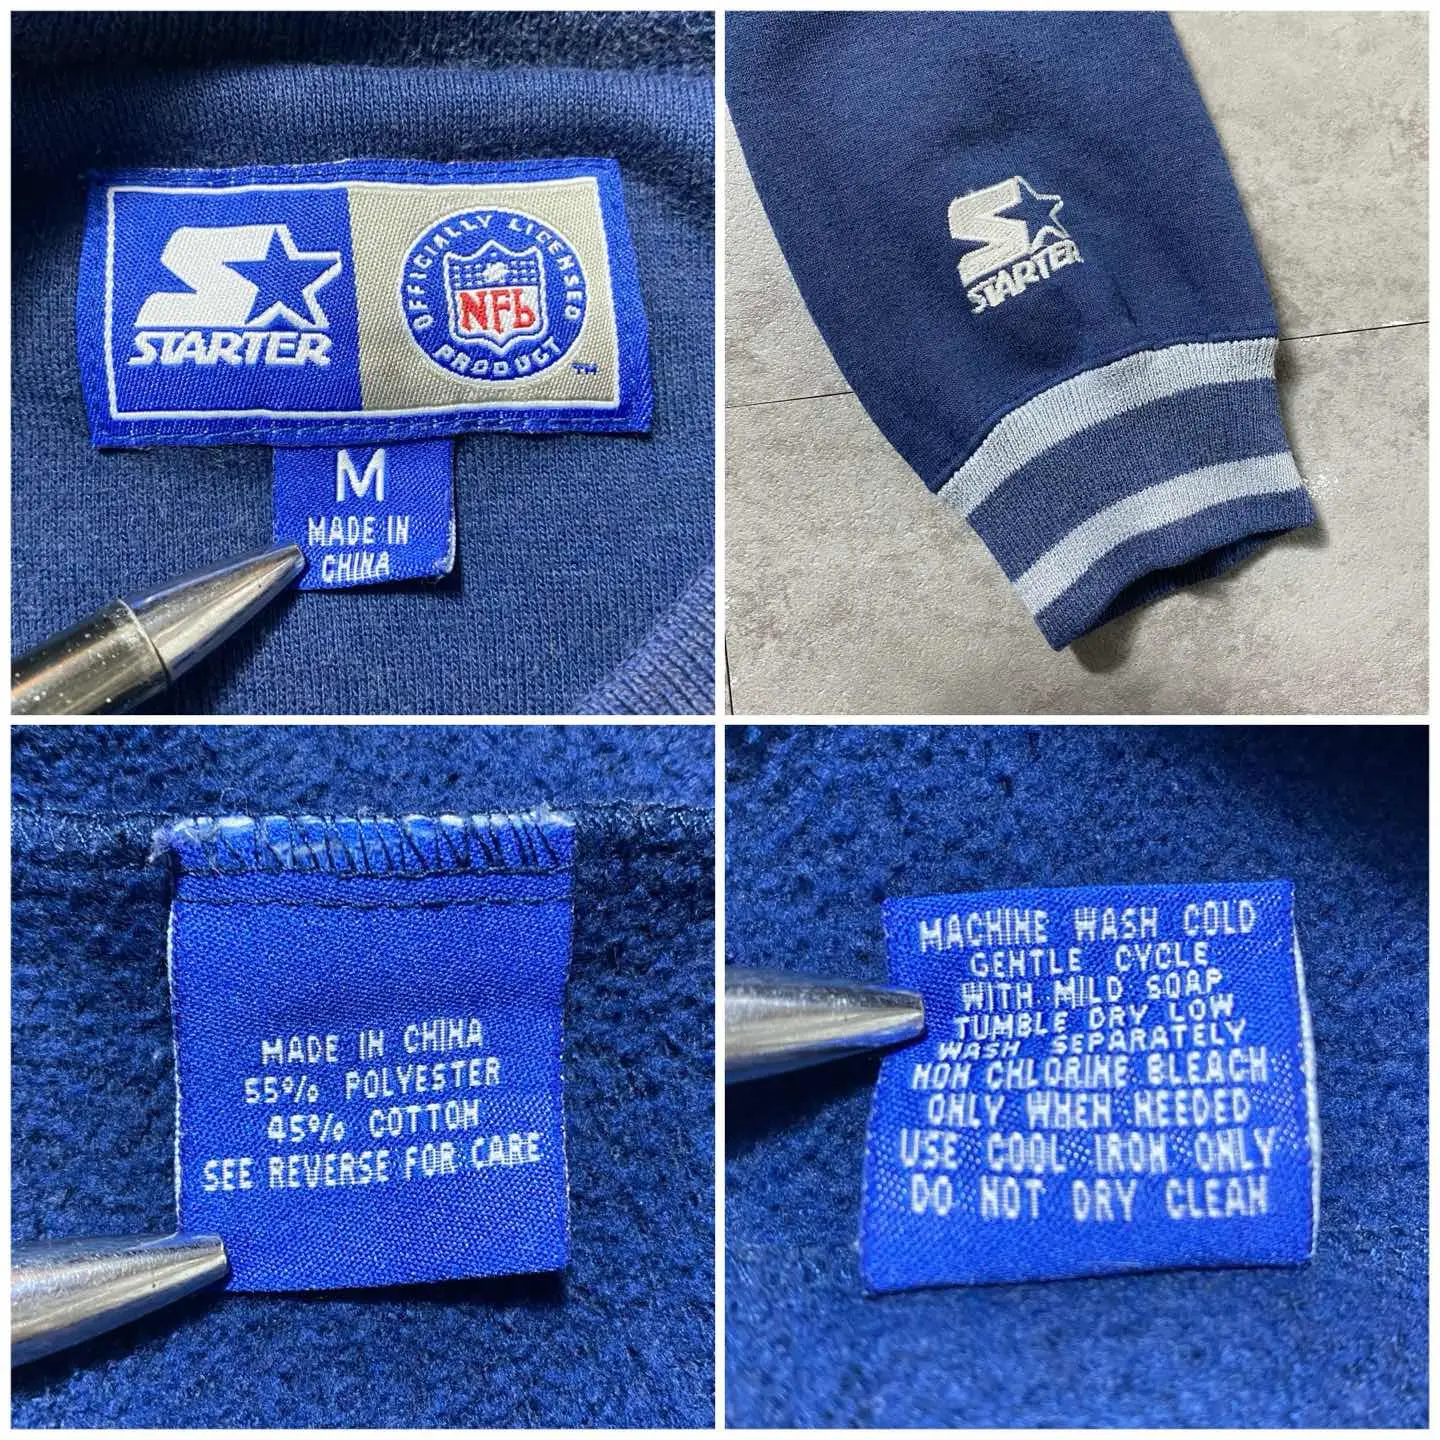 STARTER
OFFICIALLY LICENSED
NFL
PRODUCT
TM
M
MADE IN
CHINA
STARTER
MADE IN CHINA
55% POLYESTER
45% COTTON
SEE REVERSE FOR CARE
MACHINE WASH COLD
GENTLE CYCLE
WITH MILD SOAP
TUMBLE DRY LOW
WASH SEPARATELY
NON CHLORINE BLEACH
ONLY WHEN NEEDED
USE COOL IRON ONLY
DO NOT DRY CLEAN